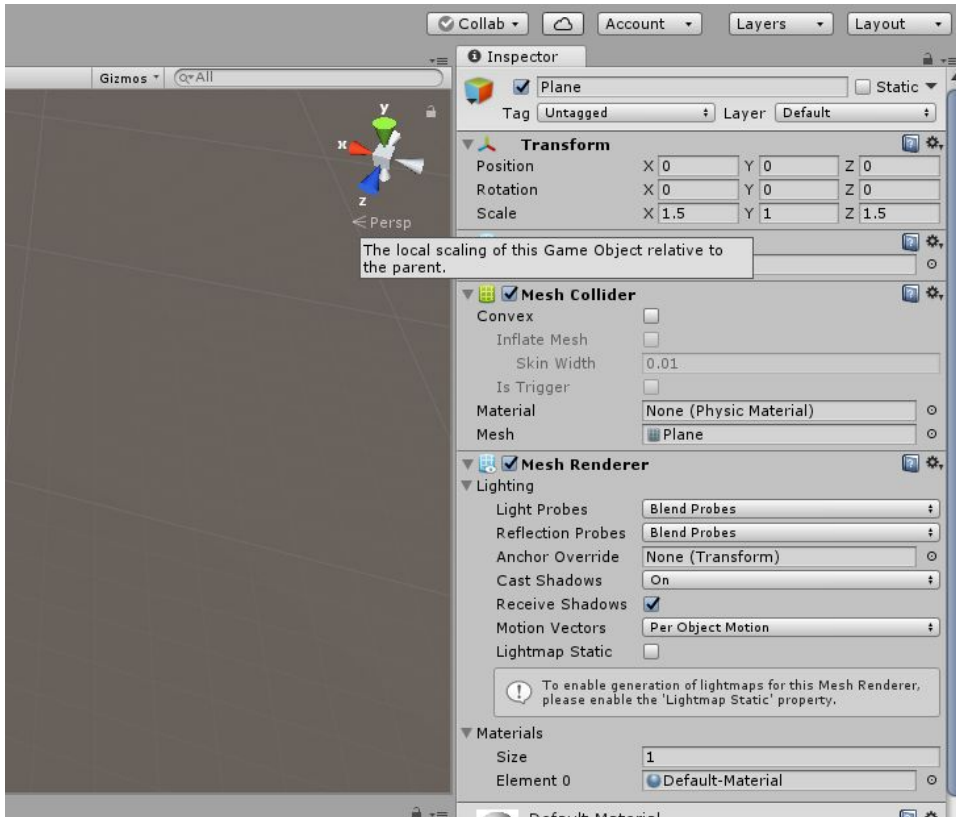 Collab
Account
Layers
Layout
Inspector
Gizmos
All
Plane
Static
Tag Untagged Layer Default
y
x
z
Persp
Transform
Position X 0 Y 0 Z 0
Rotation X 0 Y 0 Z 0
Scale X 1.5 Y 1 Z 1.5
The local scaling of this Game Object relative to
the parent.
Mesh Collider
Convex
Inflate Mesh
Skin Width 0.01
Is Trigger
Material None (Physic Material)
Mesh Plane
Mesh Renderer
Lighting
Light Probes Blend Probes
Reflection Probes Blend Probes
Anchor Override None (Transform)
Cast Shadows On
Receive Shadows
Motion Vectors Per Object Motion
Lightmap Static
To enable generation of lightmaps for this Mesh Renderer,
please enable the 'Lightmap Static' property.
Materials
Size 1
Element 0 Default-Material
Default-Material